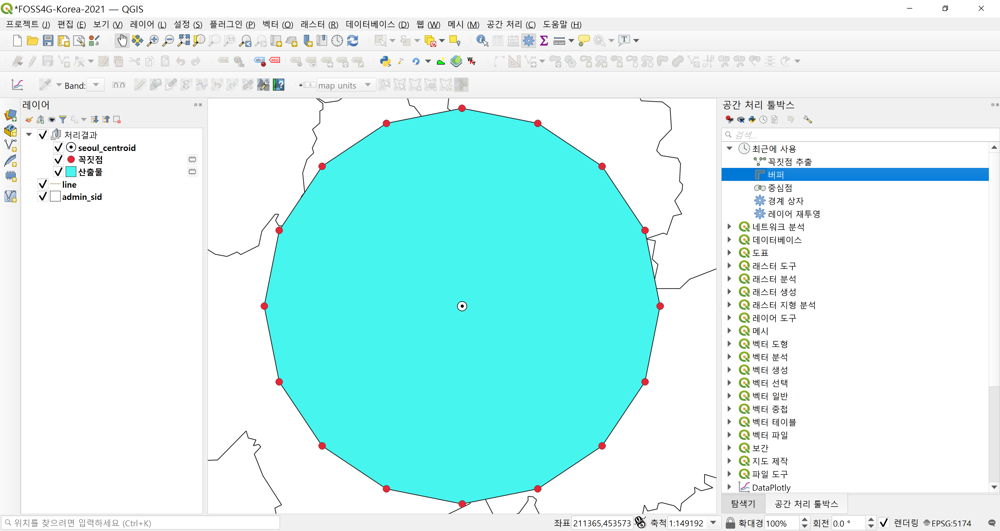 *FOSS4G-Korea-2021 — QGIS
프로젝트 (J) 편집 (E) 보기 (V) 레이어 (L) 설정 (S) 플러그인 (P) 벡터 (O) 래스터 (R) 데이터베이스 (D) 웹 (W) 메시 (M) 공간 처리 (C) 도움말 (H)
Band: map units
레이어
처리결과
seoul_centroid
꼭짓점
산출물
line
admin_sid
공간 처리 툴박스
검색...
최근에 사용
꼭짓점 추출
버퍼
중심점
경계 상자
레이어 재투영
네트워크 분석
데이터베이스
도표
래스터 도구
래스터 분석
래스터 생성
래스터 지형 분석
레이어 도구
메시
벡터 도형
벡터 분석
벡터 생성
벡터 선택
벡터 일반
벡터 중첩
벡터 테이블
벡터 파일
보간
지도 제작
파일 도구
DataPlotly
탐색기 공간 처리 툴박스
위치를 찾으려면 입력하세요 (Ctrl+K) 좌표 211365,453573 축척 1:149192 확대경 100% 회전 0.0 ° 렌더링 EPSG:5174